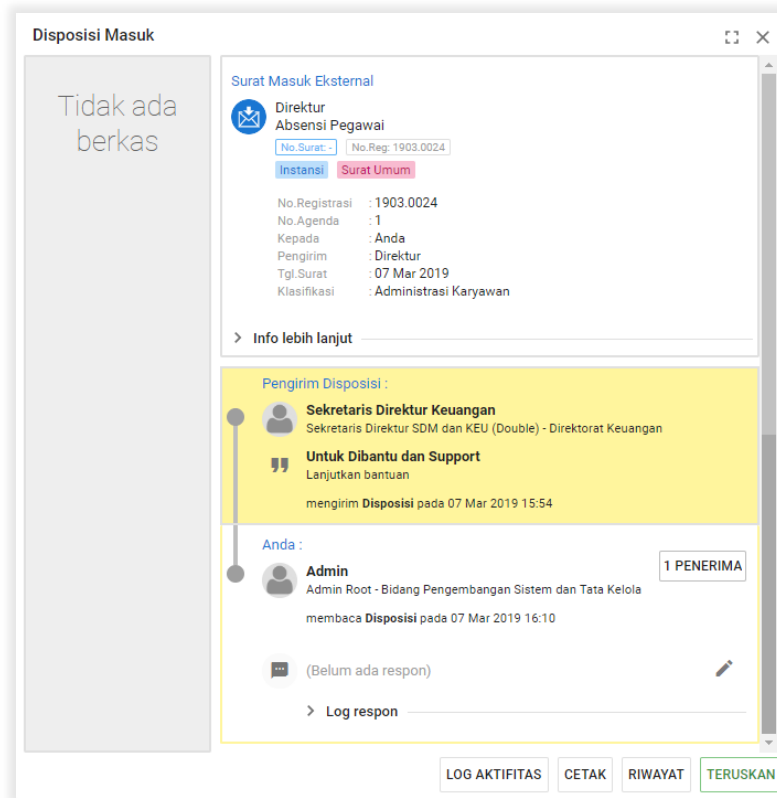 Disposisi Masuk
Tidak ada
berkas
Surat Masuk Eksternal
Direktur
Absensi Pegawai
No.Surat: - No.Reg: 1903.0024
Instansi Surat Umum
No.Registrasi : 1903.0024
No.Agenda : 1
Kepada : Anda
Pengirim : Direktur
Tgl.Surat : 07 Mar 2019
Klasifikasi : Administrasi Karyawan
Info lebih lanjut
Pengirim Disposisi :
Sekretaris Direktur Keuangan
Sekretaris Direktur SDM dan KEU (Double) - Direktorat Keuangan
Untuk Dibantu dan Support
Lanjutkan bantuan
mengirim Disposisi pada 07 Mar 2019 15:54
Anda :
1 PENERIMA
Admin
Admin Root - Bidang Pengembangan Sistem dan Tata Kelola
membaca Disposisi pada 07 Mar 2019 16:10
(Belum ada respon)
Log respon
LOG AKTIFITAS CETAK RIWAYAT TERUSKAN